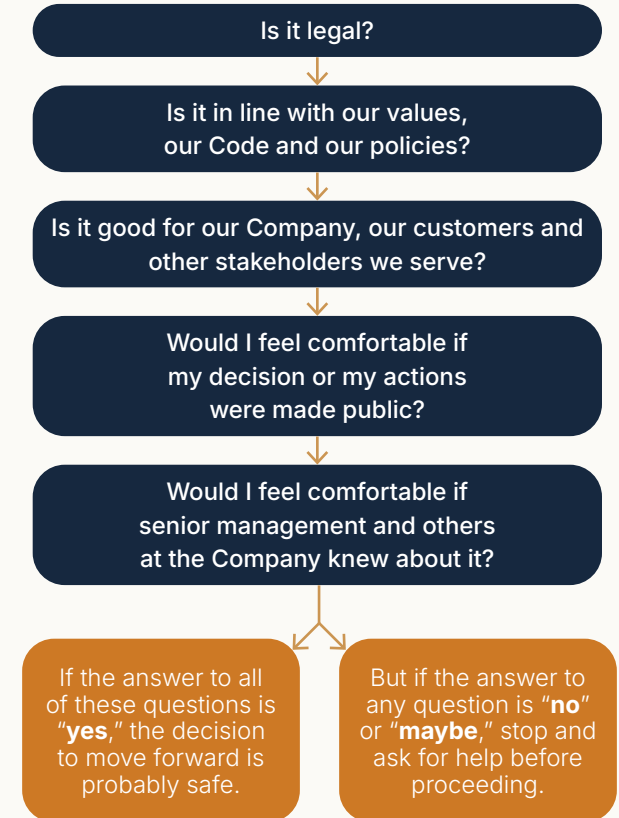 Is it legal?
Is it in line with our values,
our Code and our policies?
Is it good for our Company, our customers and
other stakeholders we serve?
Would I feel comfortable if
my decision or my actions
were made public?
Would I feel comfortable if
senior management and others
at the Company knew about it?
If the answer to all
of these questions is
“yes,” the decision
to move forward is
probably safe.
But if the answer to
any question is “no”
or “maybe,” stop and
ask for help before
proceeding.